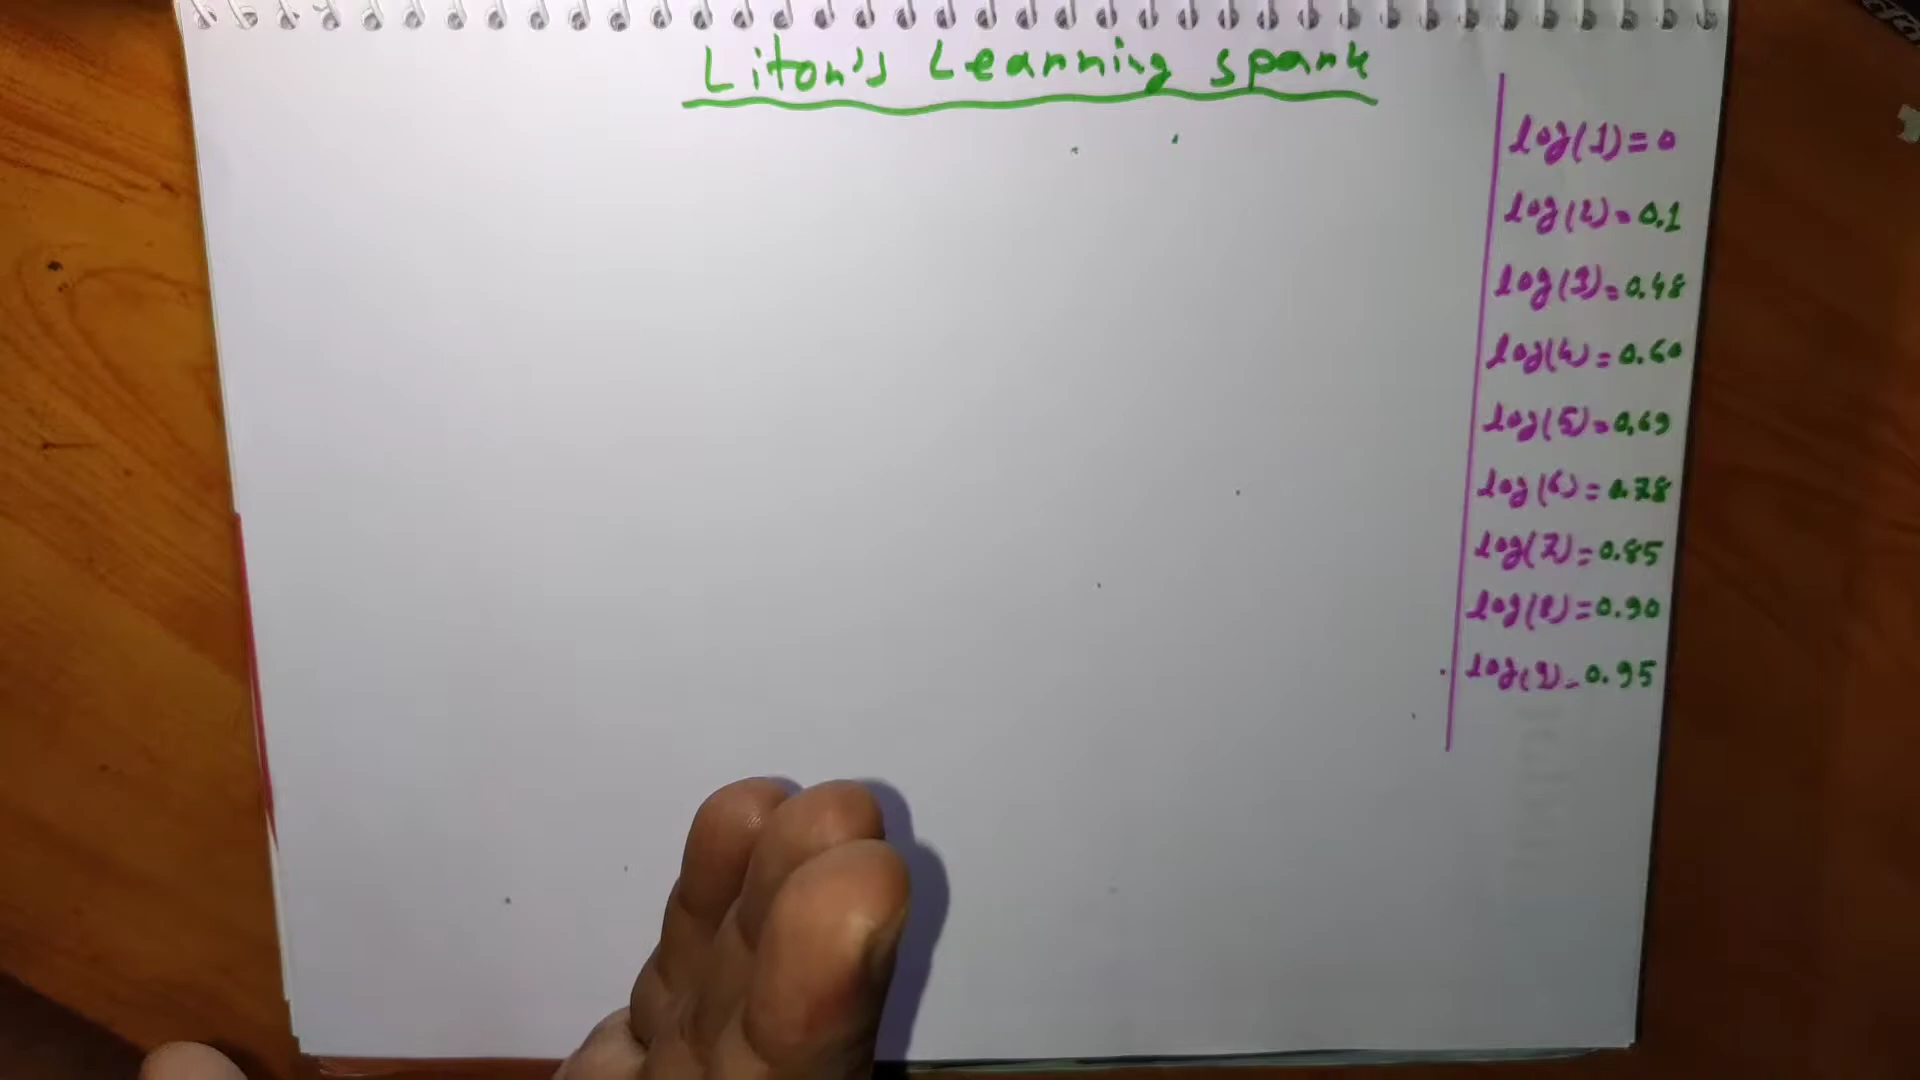 Liton's Learning spark
log(1)=0
log(2)=0.1
log(3)=0.48
log(4)=0.60
log(5)=0.69
log(6)=0.78
log(7)=0.85
log(8)=0.90
log(9)=0.95